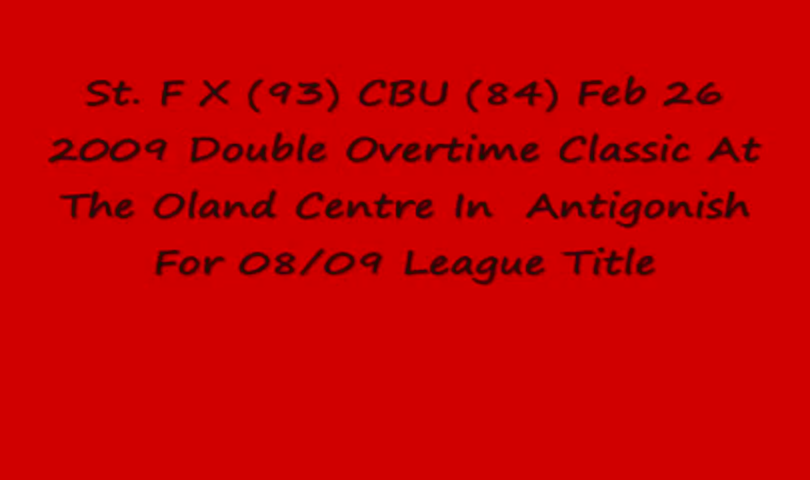 St. F X (93) CBU (84) Feb 26
2009 Double Overtime Classic At
The Oland Centre In  Antigonish
For 08/09 League Title